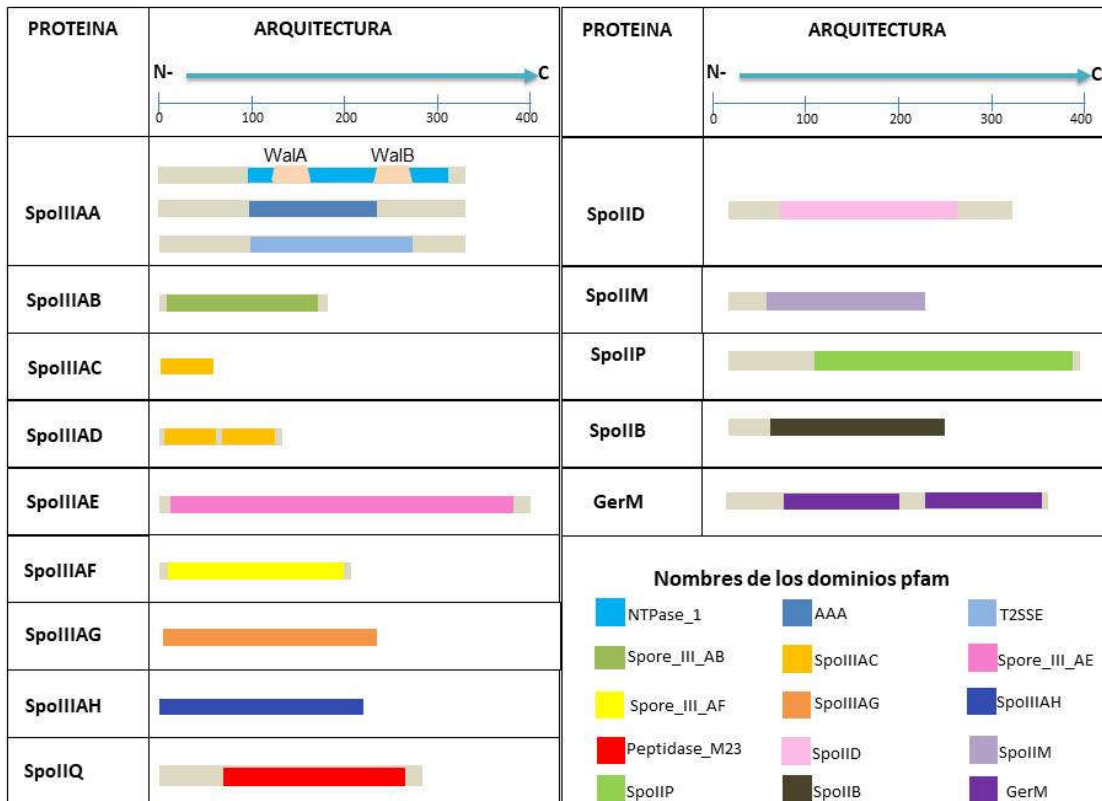 PROTEINA ARQUITECTURA
N- C
0 100 200 300 400
WalA WalB
SpoIIIAA
SpoIIIAB
SpoIIIAC
SpoIIIAD
SpoIIIAE
SpoIIIAF
SpoIIIAG
SpoIIIAH
SpoIIQ
PROTEINA ARQUITECTURA
N- C
0 100 200 300 400
SpoIID
SpoIIM
SpoIIP
SpoIIB
GerM
Nombres de los dominios pfam
NTPase_1 AAA T2SSE
Spore_III_AB SpoIIIAC Spore_III_AE
Spore_III_AF SpoIIIAG SpoIIIAH
Peptidase_M23 SpoIID SpoIIM
SpoIIP SpoIIB GerM